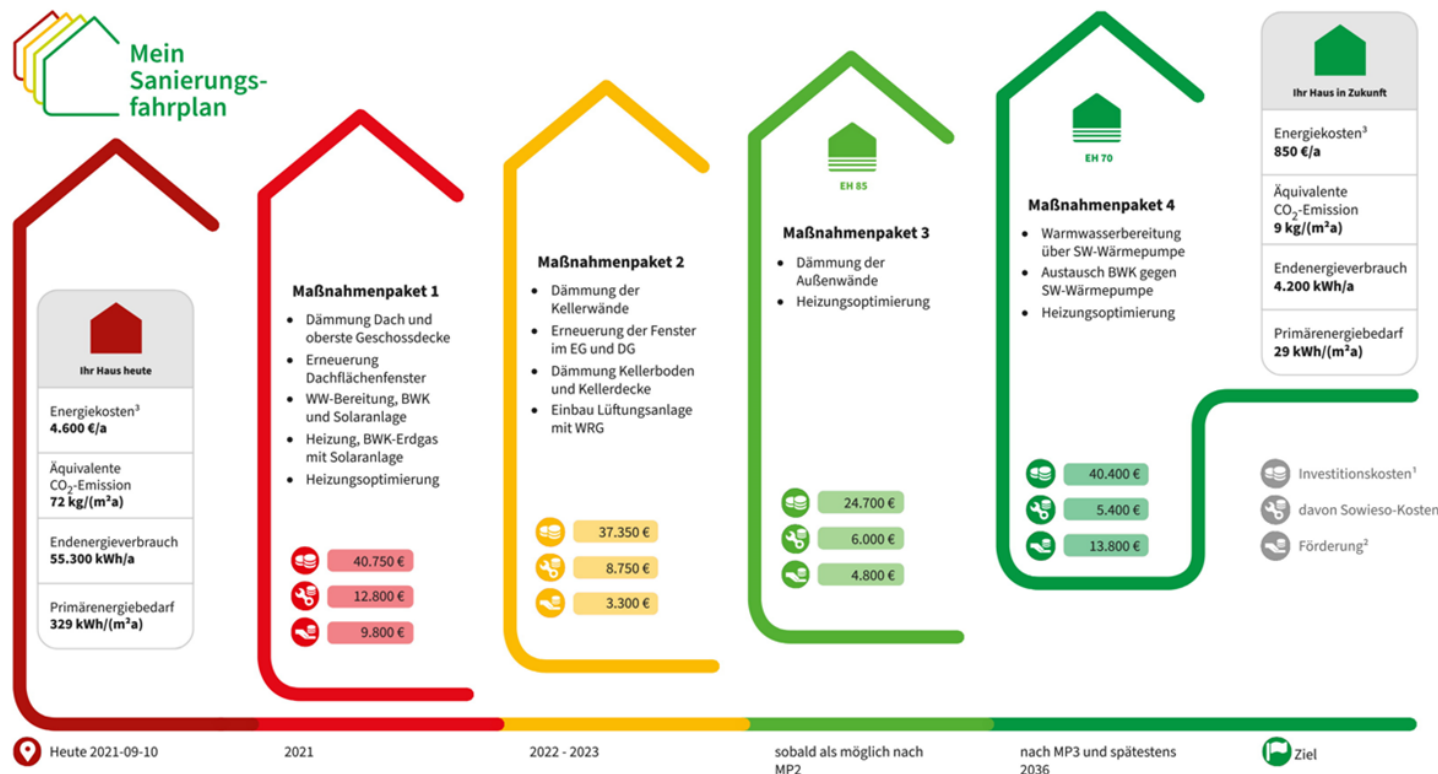 Mein
Sanierungs-
fahrplan
Ihr Haus heute
Energiekosten³
4.600 €/a
Äquivalente
CO₂-Emission
72 kg/(m²a)
Endenergieverbrauch
55.300 kWh/a
Primärenergiebedarf
329 kWh/(m²a)
Maßnahmenpaket 1
• Dämmung Dach und
oberste Geschossdecke
• Erneuerung
Dachflächenfenster
• WW-Bereitung, BWK
und Solaranlage
• Heizung, BWK-Erdgas
mit Solaranlage
• Heizungsoptimierung
40.750 €
12.800 €
9.800 €
Maßnahmenpaket 2
• Dämmung der
Kellerwände
• Erneuerung der Fenster
im EG und DG
• Dämmung Kellerboden
und Kellerdecke
• Einbau Lüftungsanlage
mit WRG
37.350 €
8.750 €
3.300 €
EH 85
Maßnahmenpaket 3
• Dämmung der
Außenwände
• Heizungsoptimierung
24.700 €
6.000 €
4.800 €
EH 70
Maßnahmenpaket 4
• Warmwasserbereitung
über SW-Wärmepumpe
• Austausch BWK gegen
SW-Wärmepumpe
• Heizungsoptimierung
40.400 €
5.400 €
13.800 €
Ihr Haus in Zukunft
Energiekosten³
850 €/a
Äquivalente
CO₂-Emission
9 kg/(m²a)
Endenergieverbrauch
4.200 kWh/a
Primärenergiebedarf
29 kWh/(m²a)
Investitionskosten¹
davon Sowieso-Kosten
Förderung²
Heute 2021-09-10
2021
2022 - 2023
sobald als möglich nach
MP2
nach MP3 und spätestens
2036
Ziel